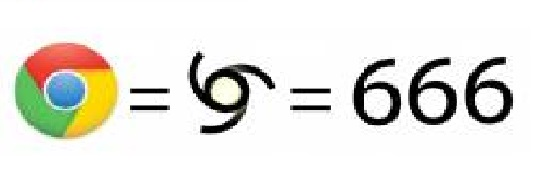 = = 666